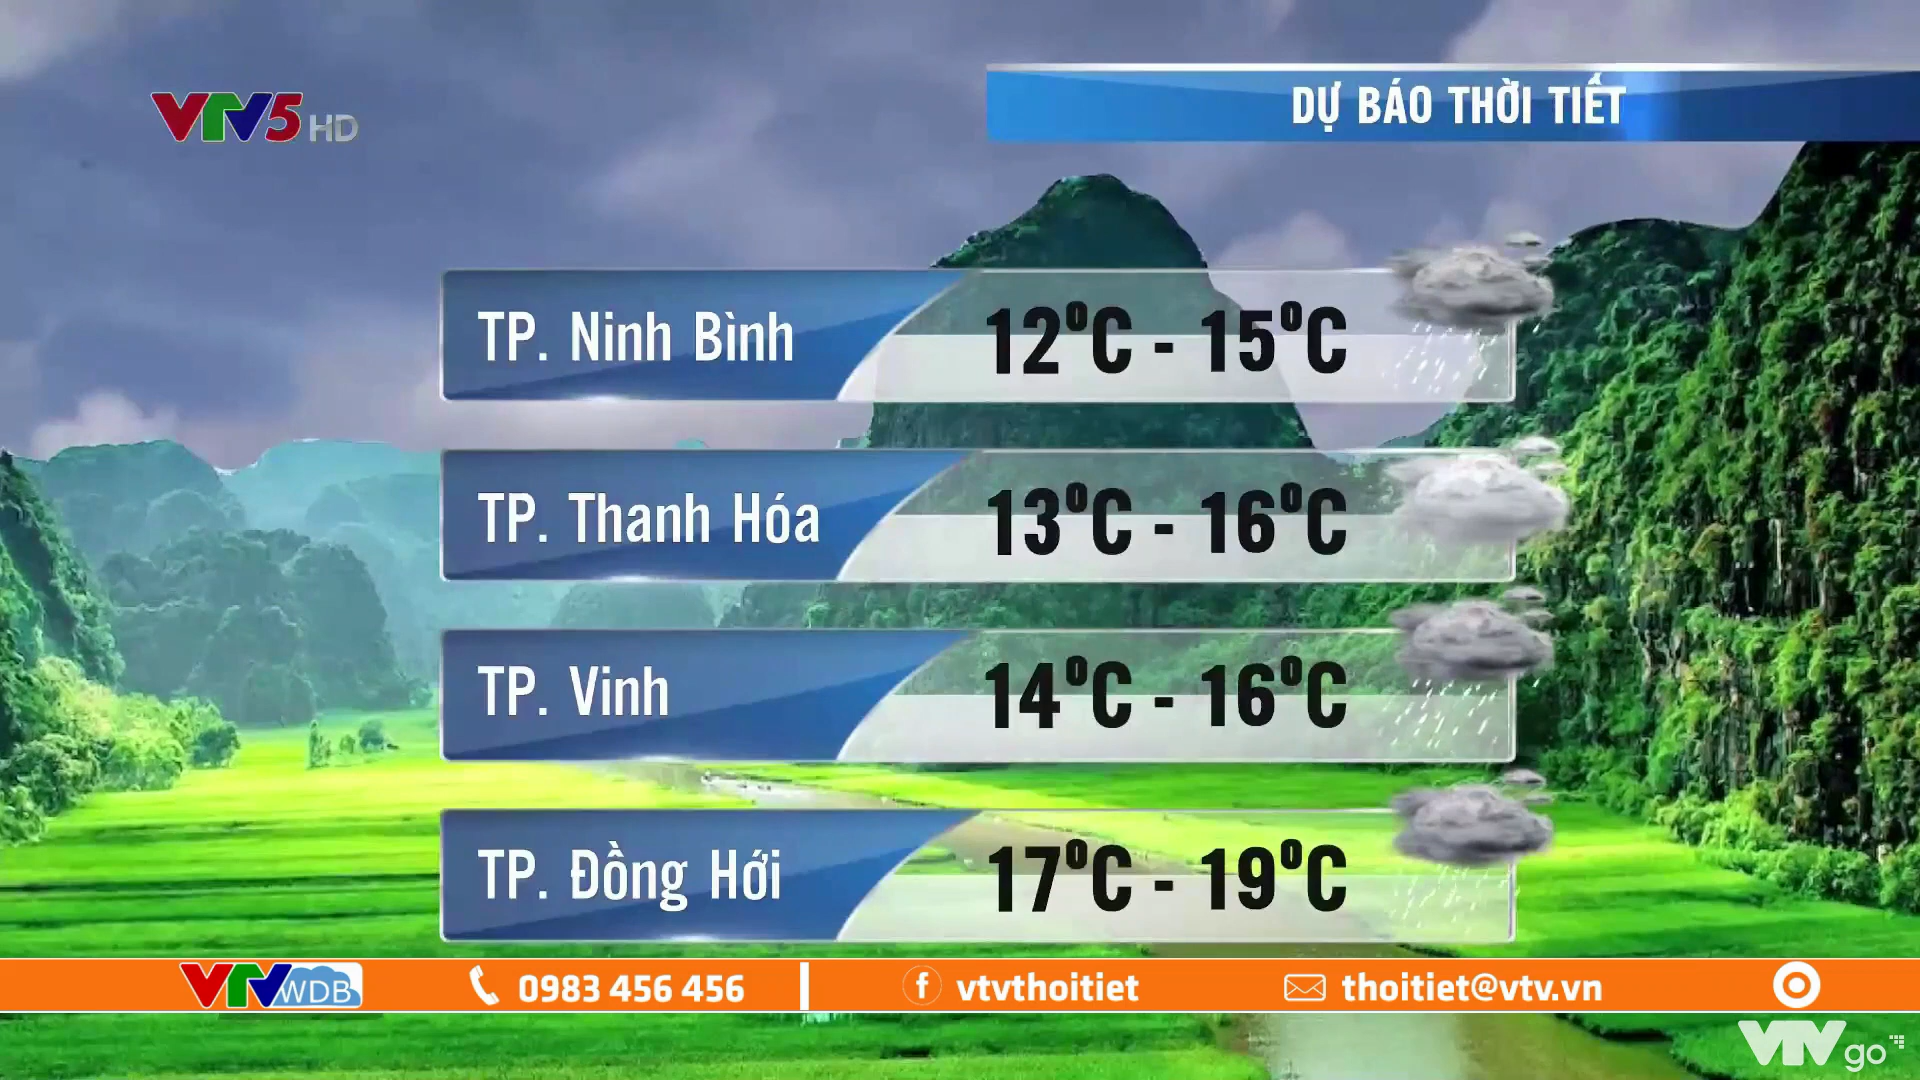 VTV5 HD
DỰ BÁO THỜI TIẾT
TP. Ninh Bình 12°C - 15°C
TP. Thanh Hóa 13°C - 16°C
TP. Vinh 14°C - 16°C
TP. Đồng Hới 17°C - 19°C
VTV WDB 0983 456 456 f vtvthoitiet thoitiet@vtv.vn
VTV go